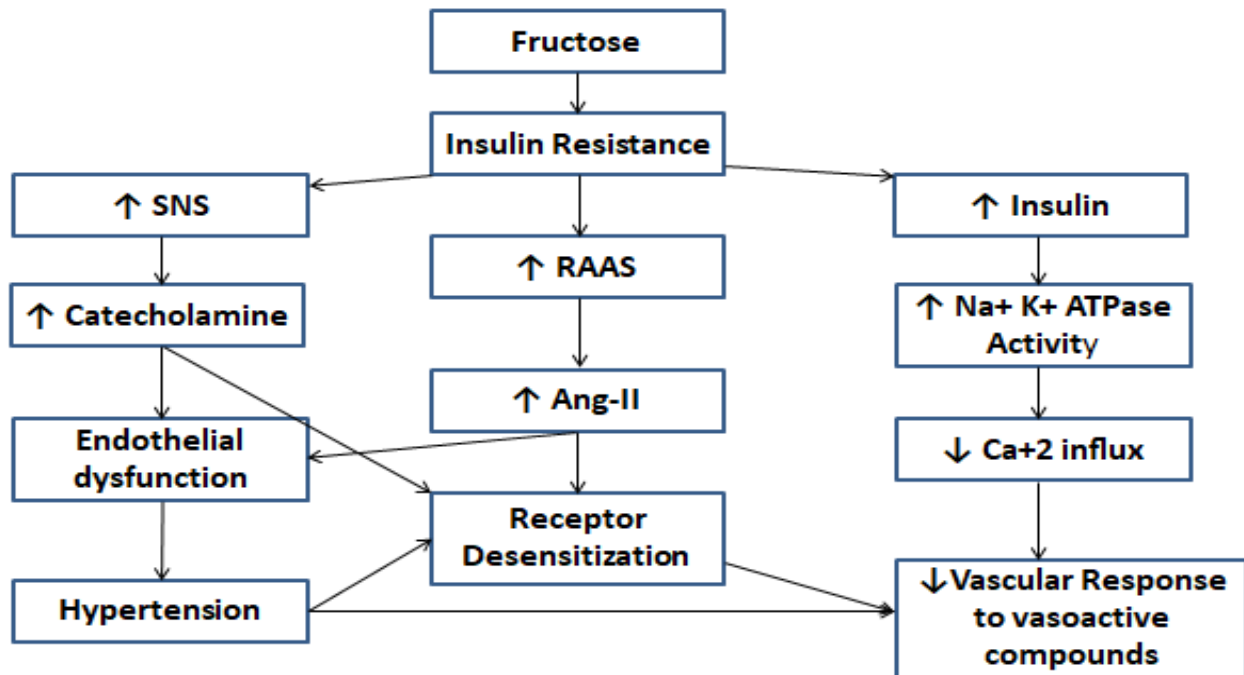 Fructose
Insulin Resistance
↑ SNS
↑ Insulin
↑ RAAS
↑ Catecholamine
↑ Na+ K+ ATPase
Activity
↑ Ang-II
Endothelial
dysfunction
↓ Ca+2 influx
Receptor
Desensitization
Hypertension
↓Vascular Response
to vasoactive
compounds